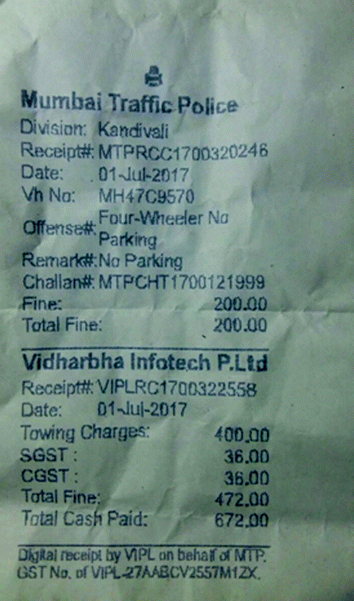 Mumbai Traffic Police
Division: Kandivali
Receipt#: MTPRCC1700320246
Date: 01-Jul-2017
Vh No: MH47C9570
Offense#: Four-Wheeler No
Parking
Remark#: No Parking
Challan#: MTPCHT1700121999
Fine: 200.00
Total Fine: 200.00
Vidharbha Infotech P.Ltd
Receipt#: VIPLRC1700322558
Date: 01-Jul-2017
Towing Charges: 400.00
SGST : 36.00
CGST : 36.00
Total Fine: 472.00
Total Cash Paid: 672.00
Digital receipt by VIPL on behalf of MTP.
GST No. of VIPL-27AABCV2557M1ZX.